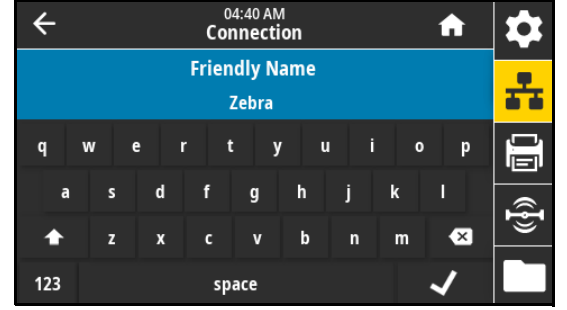 04:40 AM
Connection
Friendly Name
Zebra
q w e r t y u i o p
a s d f g h j k l
z x c v b n m
123 space